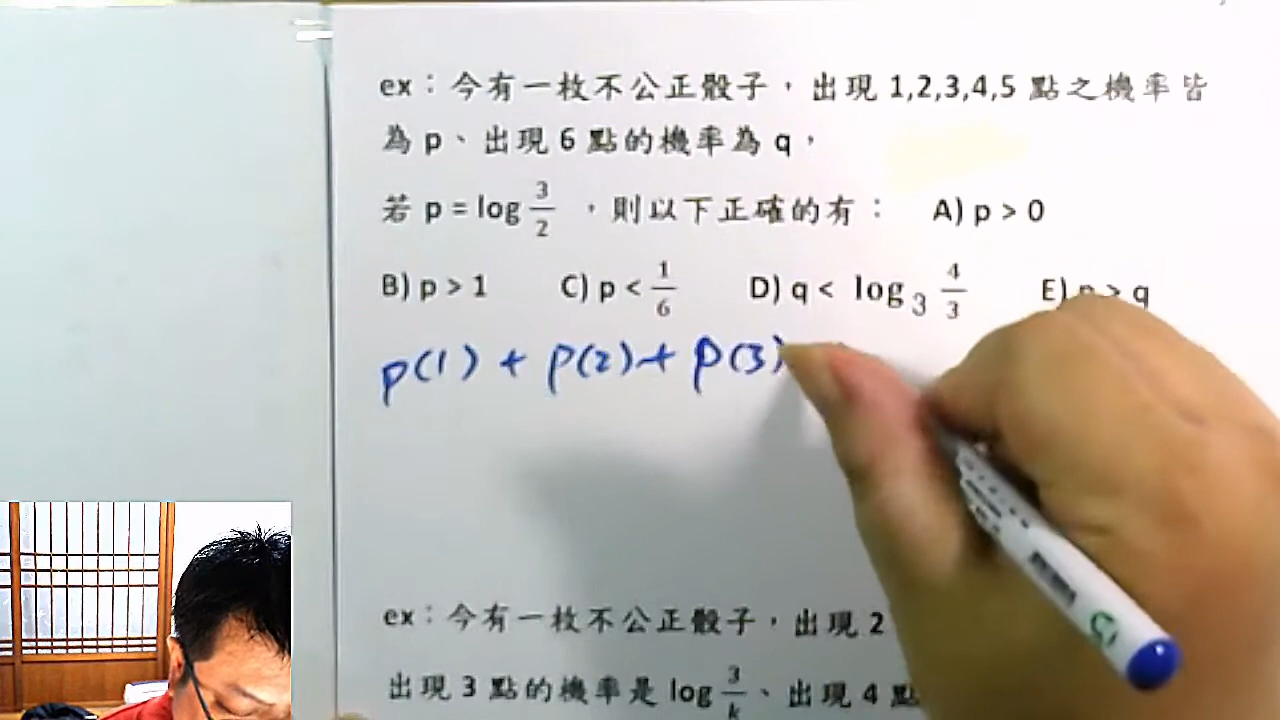 ex：今有一枚不公正骰子，出現 1,2,3,4,5 點之機率皆
為 p、出現 6 點的機率為 q，
若 p = log 3/2 ，則以下正確的有： A) p > 0
B) p > 1 C) p < 1/6 D) q < log₃ 4/3 E) p > q
p(1) + p(2) + p(3)
ex：今有一枚不公正骰子，出現 2
出現 3 點的機率是 log 3/k、出現 4 點